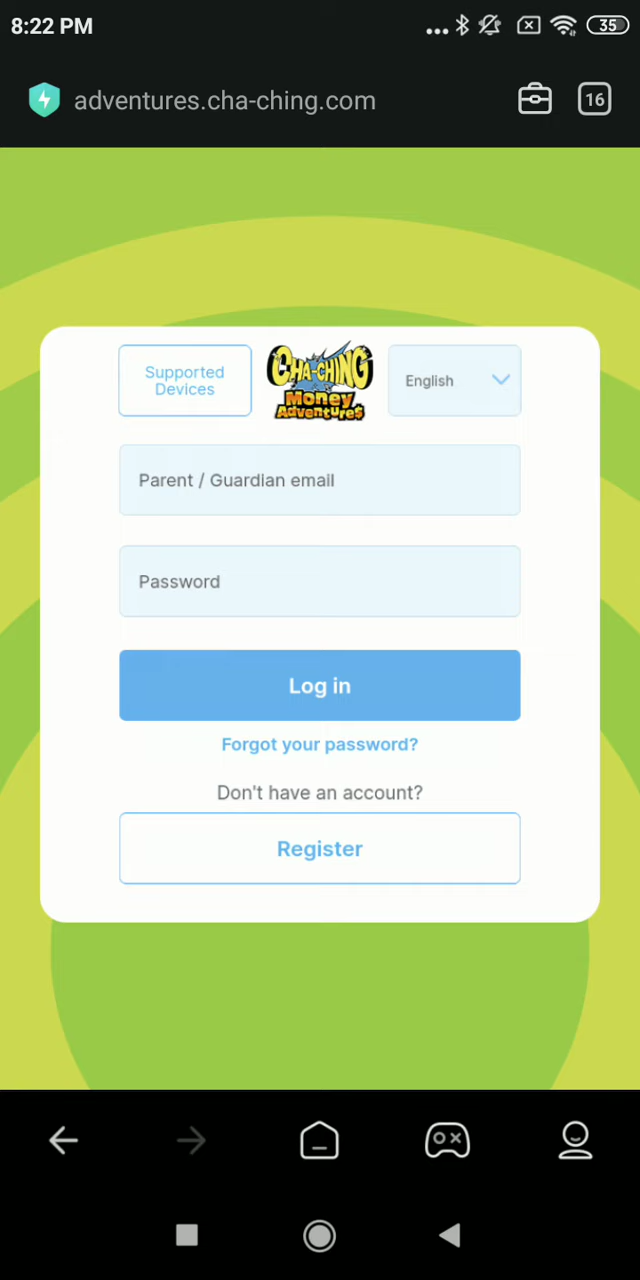 8:22 PM
35
adventures.cha-ching.com
16
Supported
Devices
CHA-CHING
Money
Adventure$
English
Parent / Guardian email
Password
Log in
Forgot your password?
Don't have an account?
Register